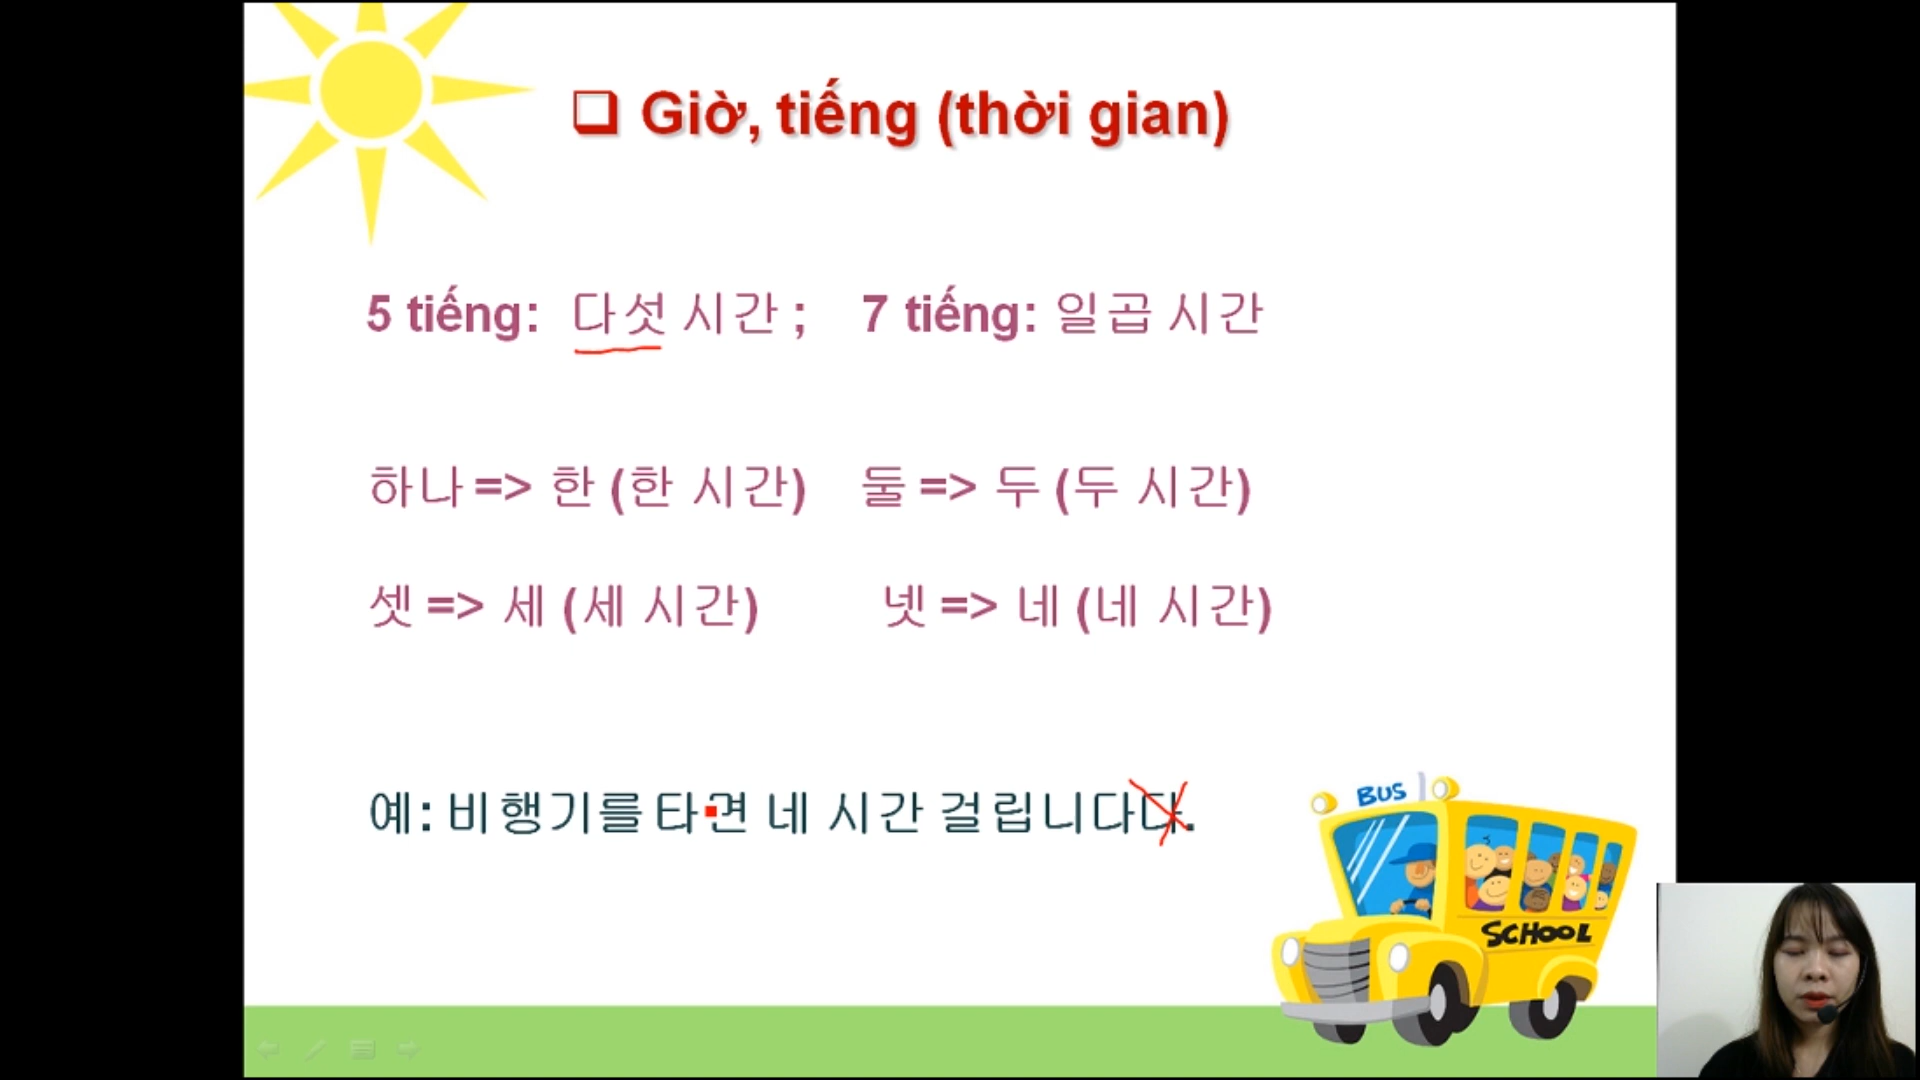 ❑ Giờ, tiếng (thời gian)
5 tiếng: 다섯 시간 ; 7 tiếng: 일곱 시간
하나 => 한 (한 시간) 둘 => 두 (두 시간)
셋 => 세 (세 시간) 넷 => 네 (네 시간)
예: 비행기를 타면 네 시간 걸립니다다.
BUS
SCHOOL